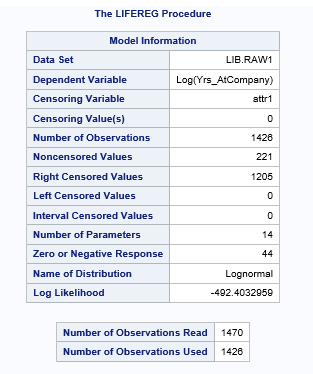 The LIFEREG Procedure
Model Information
Data Set LIB.RAW1
Dependent Variable Log(Yrs_AtCompany)
Censoring Variable attr1
Censoring Value(s) 0
Number of Observations 1426
Noncensored Values 221
Right Censored Values 1205
Left Censored Values 0
Interval Censored Values 0
Number of Parameters 14
Zero or Negative Response 44
Name of Distribution Lognormal
Log Likelihood -492.4032959
Number of Observations Read 1470
Number of Observations Used 1426